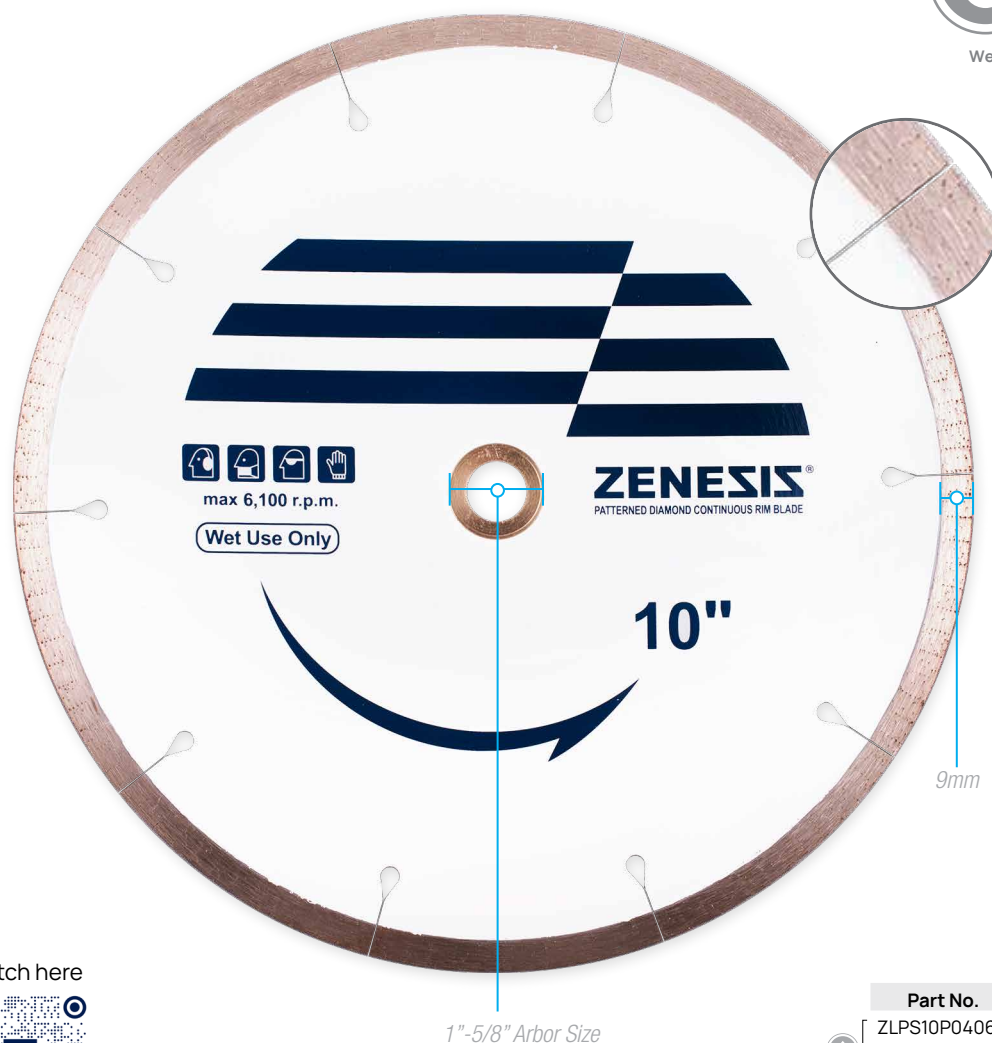 We
max 6,100 r.p.m.
Wet Use Only
ZENESIS®
PATTERNED DIAMOND CONTINUOUS RIM BLADE
10"
9mm
tch here
1”-5/8” Arbor Size
Part No.
ZLPS10P0406